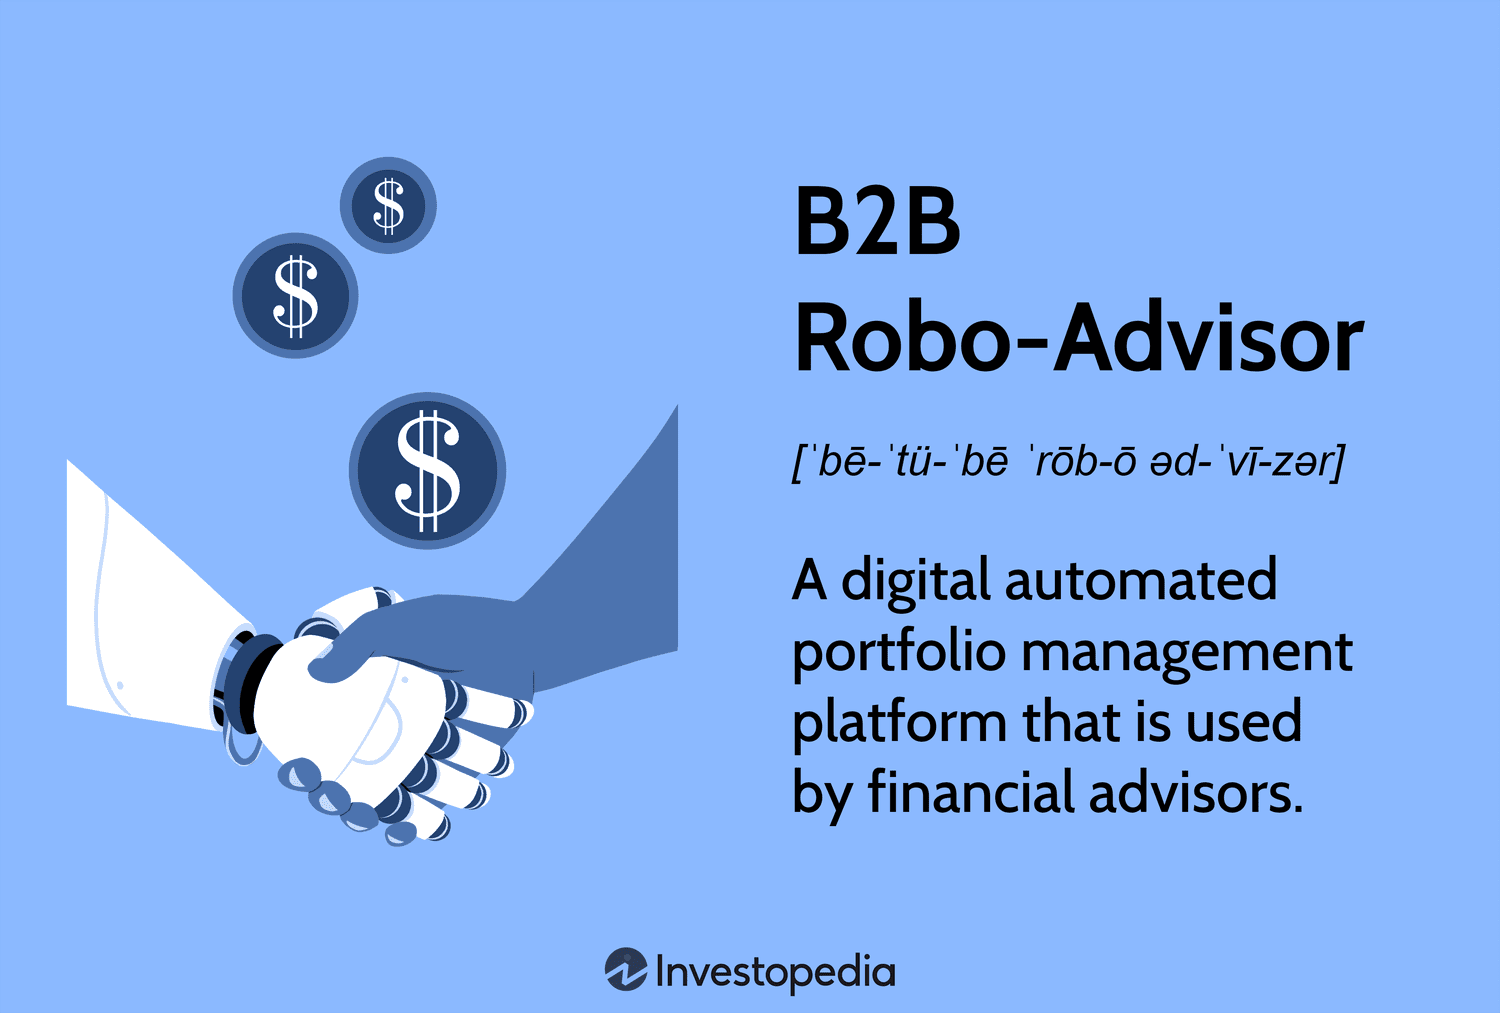 $
$
$
B2B
Robo-Advisor
[ˈbē-ˈtü-ˈbē ˈrōb-ō əd-ˈvī-zər]
A digital automated
portfolio management
platform that is used
by financial advisors.
Investopedia